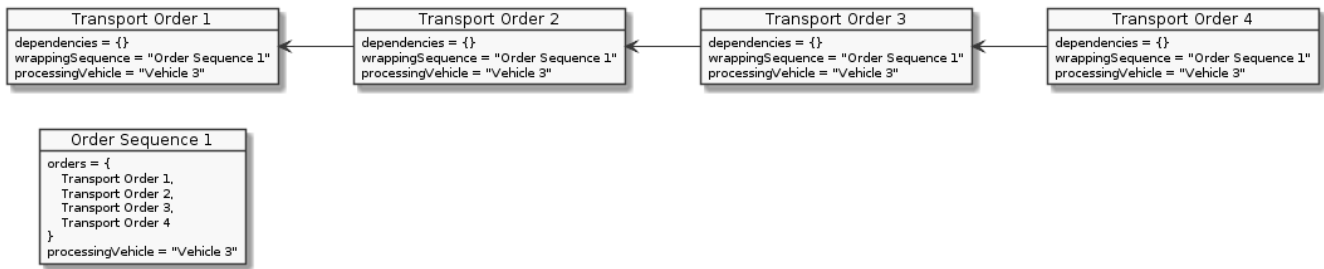 Transport Order 1
dependencies = {}
wrappingSequence = "Order Sequence 1"
processingVehicle = "Vehicle 3"
Transport Order 2
dependencies = {}
wrappingSequence = "Order Sequence 1"
processingVehicle = "Vehicle 3"
Transport Order 3
dependencies = {}
wrappingSequence = "Order Sequence 1"
processingVehicle = "Vehicle 3"
Transport Order 4
dependencies = {}
wrappingSequence = "Order Sequence 1"
processingVehicle = "Vehicle 3"
Order Sequence 1
orders = {
Transport Order 1,
Transport Order 2,
Transport Order 3,
Transport Order 4
}
processingVehicle = "Vehicle 3"